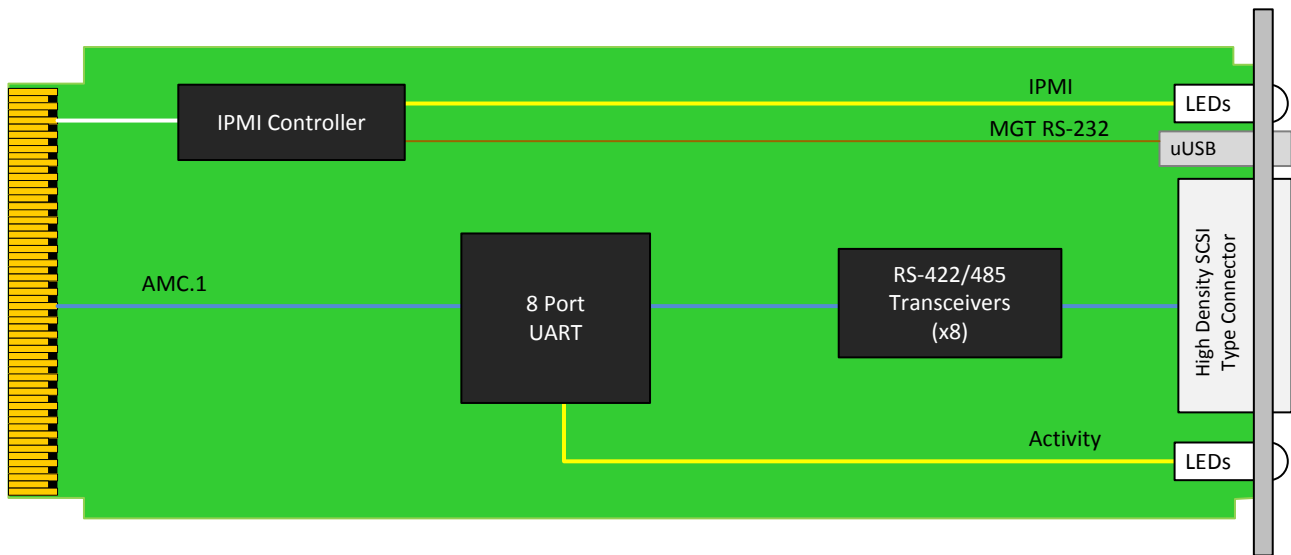 IPMI
LEDs
IPMI Controller
MGT RS-232
uUSB
AMC.1
8 Port
UART
RS-422/485
Transceivers
(x8)
High Density SCSI
Type Connector
Activity
LEDs